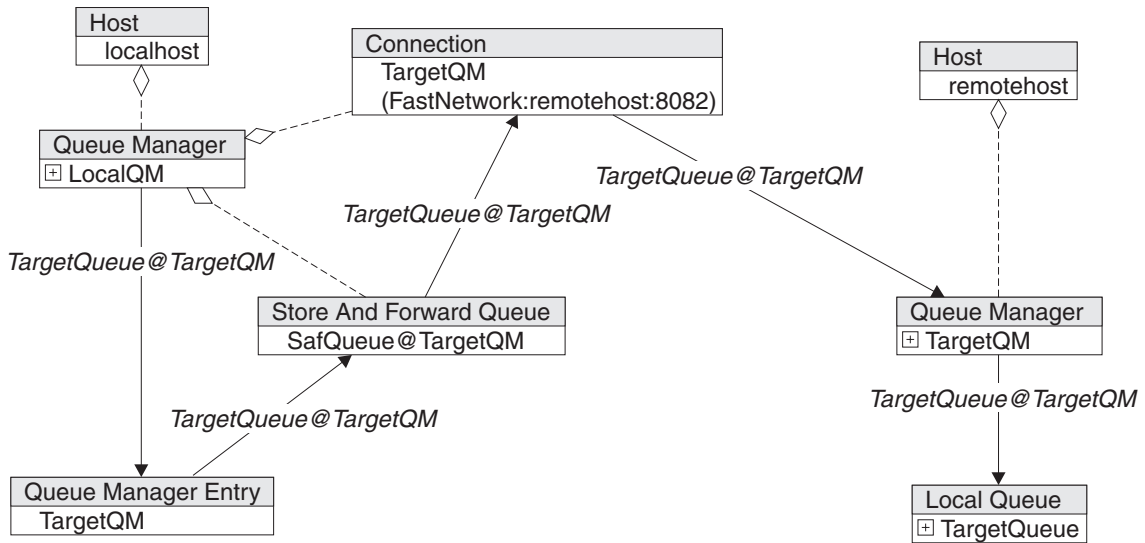 Host
localhost
Connection
TargetQM
(FastNetwork:remotehost:8082)
Host
remotehost
Queue Manager
LocalQM
TargetQueue@TargetQM
TargetQueue@TargetQM
TargetQueue@TargetQM
Store And Forward Queue
SafQueue@TargetQM
Queue Manager
TargetQM
TargetQueue@TargetQM
TargetQueue@TargetQM
Queue Manager Entry
TargetQM
Local Queue
TargetQueue